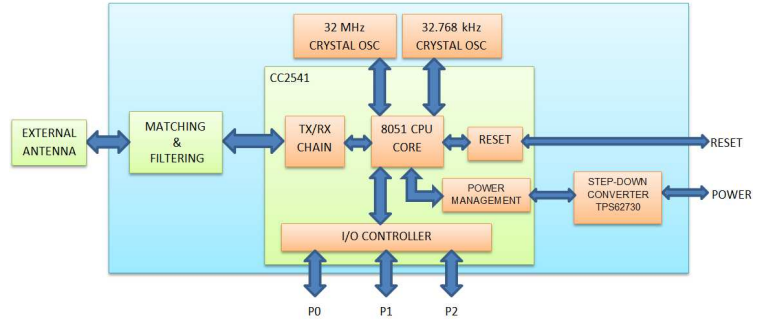 32 MHz
CRYSTAL OSC
32.768 kHz
CRYSTAL OSC
CC2541
EXTERNAL
ANTENNA
MATCHING
&
FILTERING
TX/RX
CHAIN
8051 CPU
CORE
RESET
RESET
POWER
MANAGEMENT
STEP-DOWN
CONVERTER
TPS62730
POWER
I/O CONTROLLER
P0
P1
P2